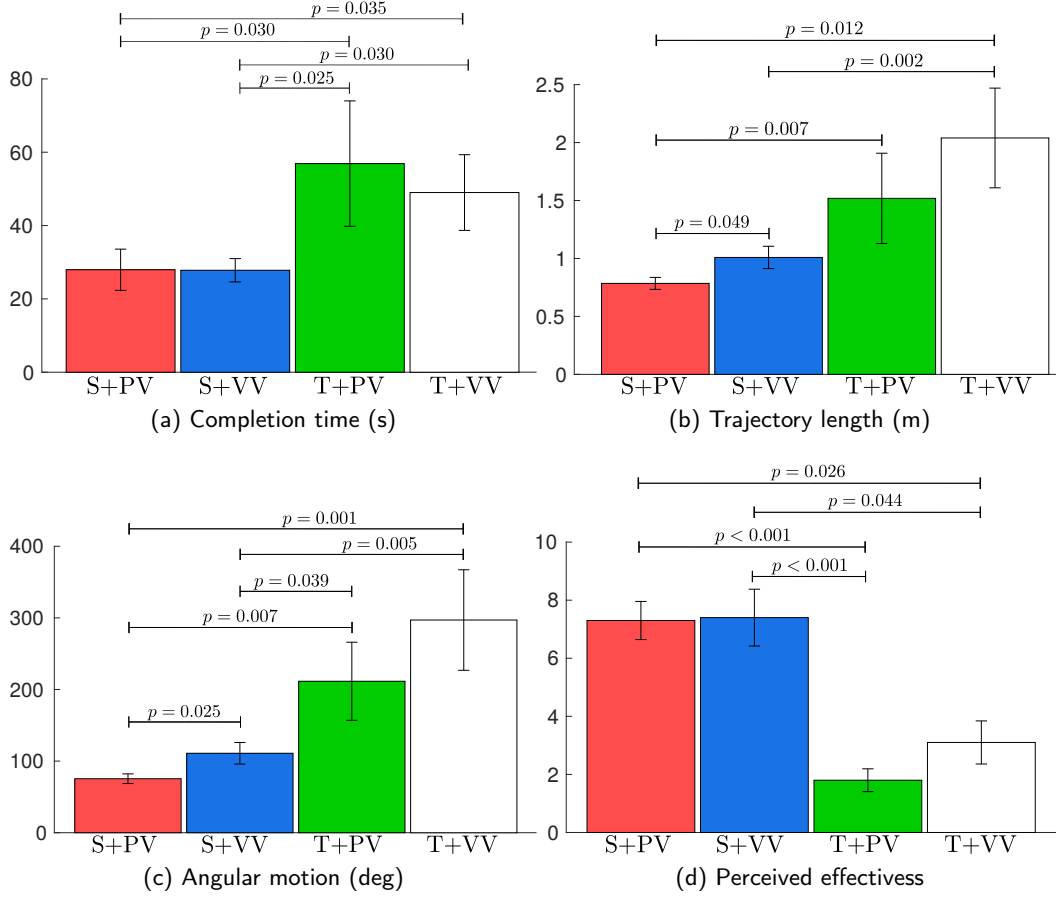 p = 0.035
p = 0.030
p = 0.030
p = 0.025
80
60
40
20
0
S+PV S+VV T+PV T+VV
(a) Completion time (s)
p = 0.012
p = 0.002
p = 0.007
p = 0.049
2.5
2
1.5
1
0.5
0
S+PV S+VV T+PV T+VV
(b) Trajectory length (m)
p = 0.001
p = 0.005
p = 0.039
p = 0.007
p = 0.025
400
300
200
100
0
S+PV S+VV T+PV T+VV
(c) Angular motion (deg)
p = 0.026
p = 0.044
p < 0.001
p < 0.001
10
8
6
4
2
0
S+PV S+VV T+PV T+VV
(d) Perceived effectivess